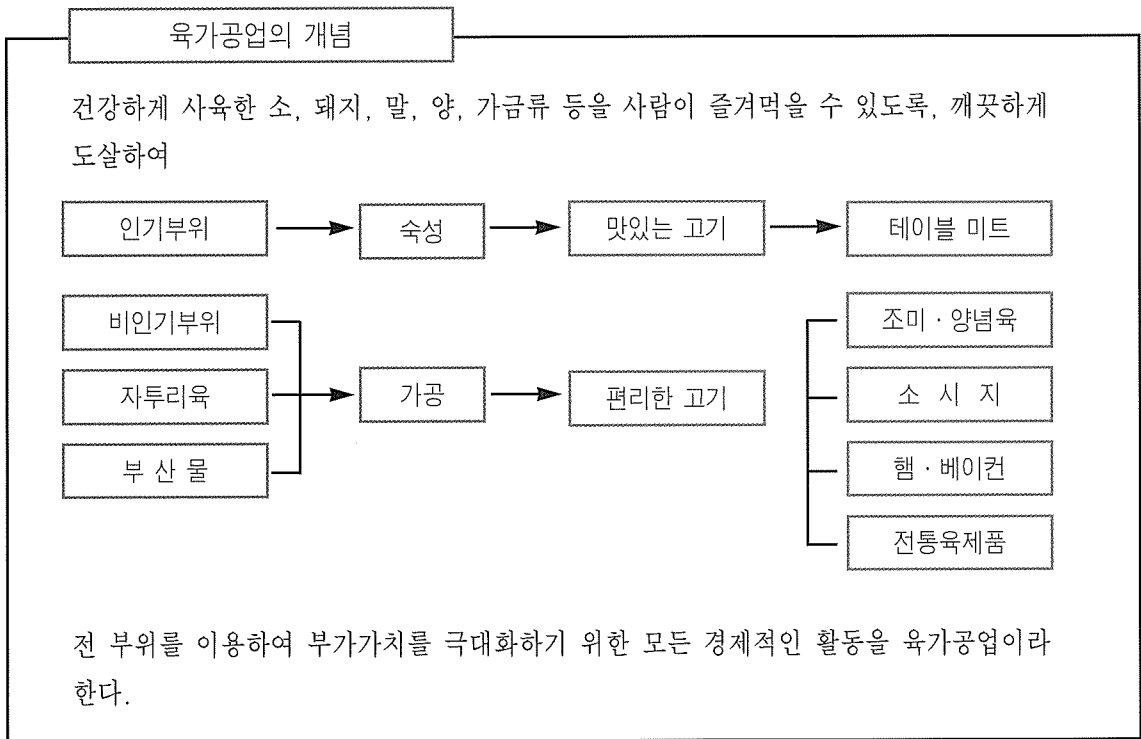 육가공업의 개념
건강하게 사육한 소, 돼지, 말, 양, 가금류 등을 사람이 즐겨먹을 수 있도록, 깨끗하게
도살하여
인기부위
숙성
맛있는 고기
테이블 미트
비인기부위
자투리육
부 산 물
가공
편리한 고기
조미 · 양념육
소 시 지
햄 · 베이컨
전통육제품
전 부위를 이용하여 부가가치를 극대화하기 위한 모든 경제적인 활동을 육가공업이라
한다.